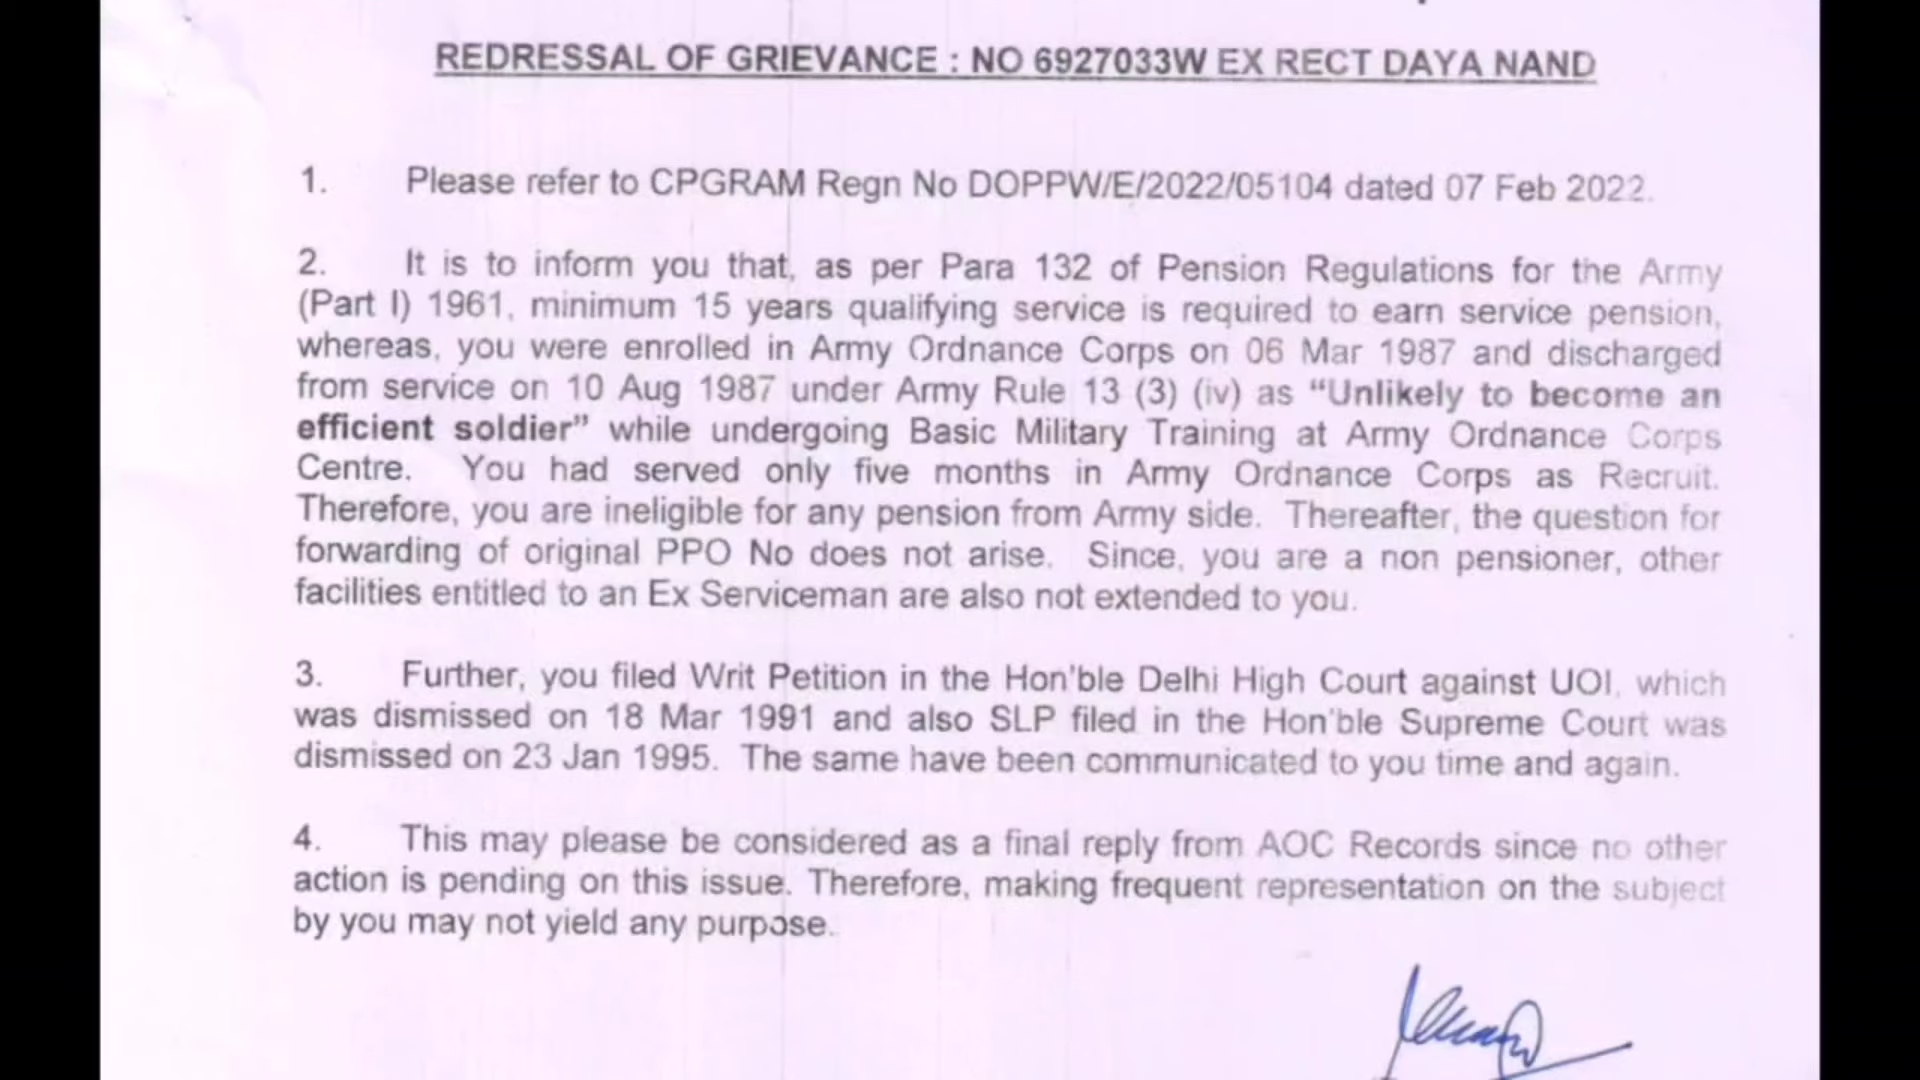 REDRESSAL OF GRIEVANCE : NO 6927033W EX RECT DAYA NAND
1. Please refer to CPGRAM Regn No DOPPW/E/2022/05104 dated 07 Feb 2022.
2. It is to inform you that, as per Para 132 of Pension Regulations for the Army
(Part I) 1961, minimum 15 years qualifying service is required to earn service pension,
whereas, you were enrolled in Army Ordnance Corps on 06 Mar 1987 and discharged
from service on 10 Aug 1987 under Army Rule 13 (3) (iv) as “Unlikely to become an
efficient soldier” while undergoing Basic Military Training at Army Ordnance Corps
Centre. You had served only five months in Army Ordnance Corps as Recruit.
Therefore, you are ineligible for any pension from Army side. Thereafter, the question for
forwarding of original PPO No does not arise. Since, you are a non pensioner, other
facilities entitled to an Ex Serviceman are also not extended to you.
3. Further, you filed Writ Petition in the Hon'ble Delhi High Court against UOI, which
was dismissed on 18 Mar 1991 and also SLP filed in the Hon'ble Supreme Court was
dismissed on 23 Jan 1995. The same have been communicated to you time and again.
4. This may please be considered as a final reply from AOC Records since no other
action is pending on this issue. Therefore, making frequent representation on the subject
by you may not yield any purpose.